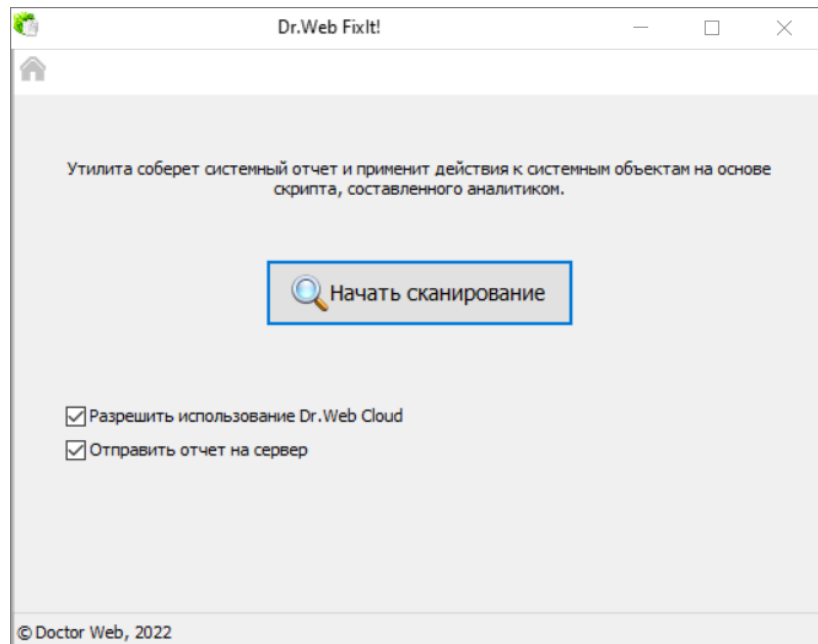 Dr.Web FixIt!
Утилита соберет системный отчет и применит действия к системным объектам на основе
скрипта, составленного аналитиком.
Начать сканирование
Разрешить использование Dr.Web Cloud
Отправить отчет на сервер
© Doctor Web, 2022